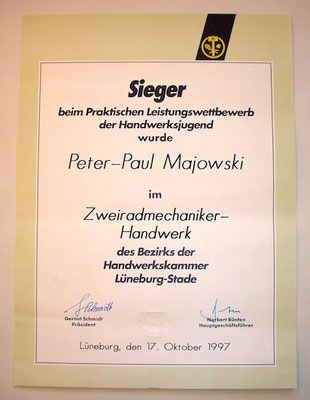 Sieger
beim Praktischen Leistungswettbewerb
der Handwerksjugend
wurde
Peter-Paul Majowski
im
Zweiradmechaniker-
Handwerk
des Bezirks der
Handwerkskammer
Lüneburg-Stade
Gernot Schmidt
Präsident
Norbert Bünten
Hauptgeschäftsführer
Lüneburg, den 17. Oktober 1997